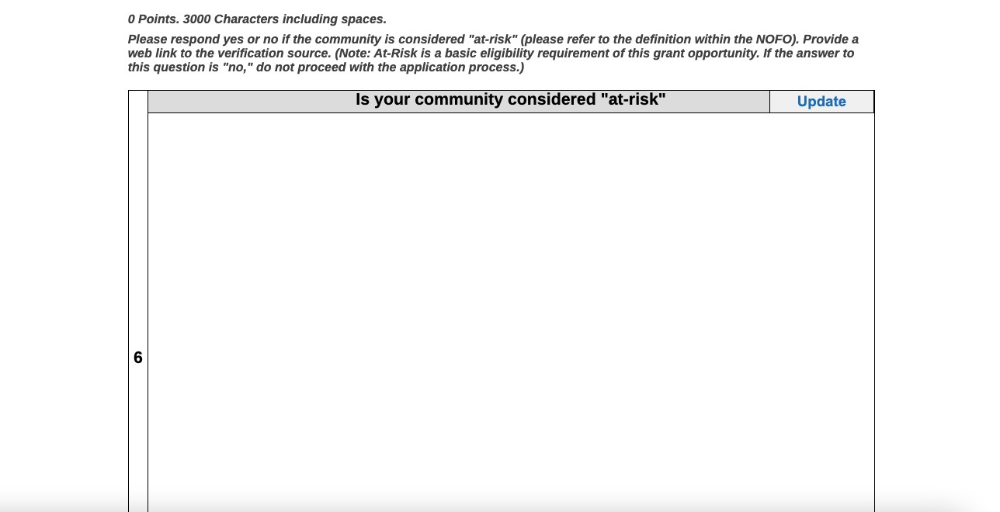 0 Points. 3000 Characters including spaces.
Please respond yes or no if the community is considered "at-risk" (please refer to the definition within the NOFO). Provide a
web link to the verification source. (Note: At-Risk is a basic eligibility requirement of this grant opportunity. If the answer to
this question is "no," do not proceed with the application process.)
Is your community considered "at-risk"
Update
6